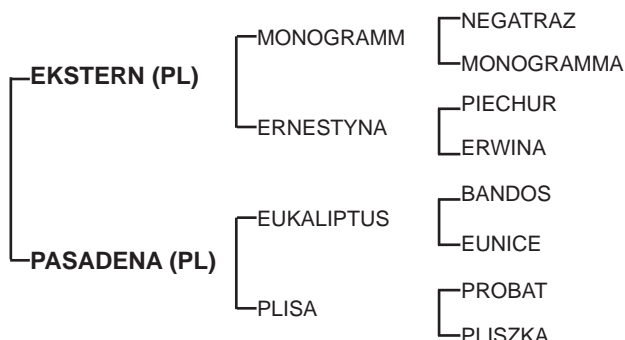 NEGATRAZ
MONOGRAMM
EKSTERN (PL)
MONOGRAMMA
PIECHUR
ERNESTYNA
ERWINA
BANDOS
EUKALIPTUS
EUNICE
PASADENA (PL)
PROBAT
PLISA
PLISZKA